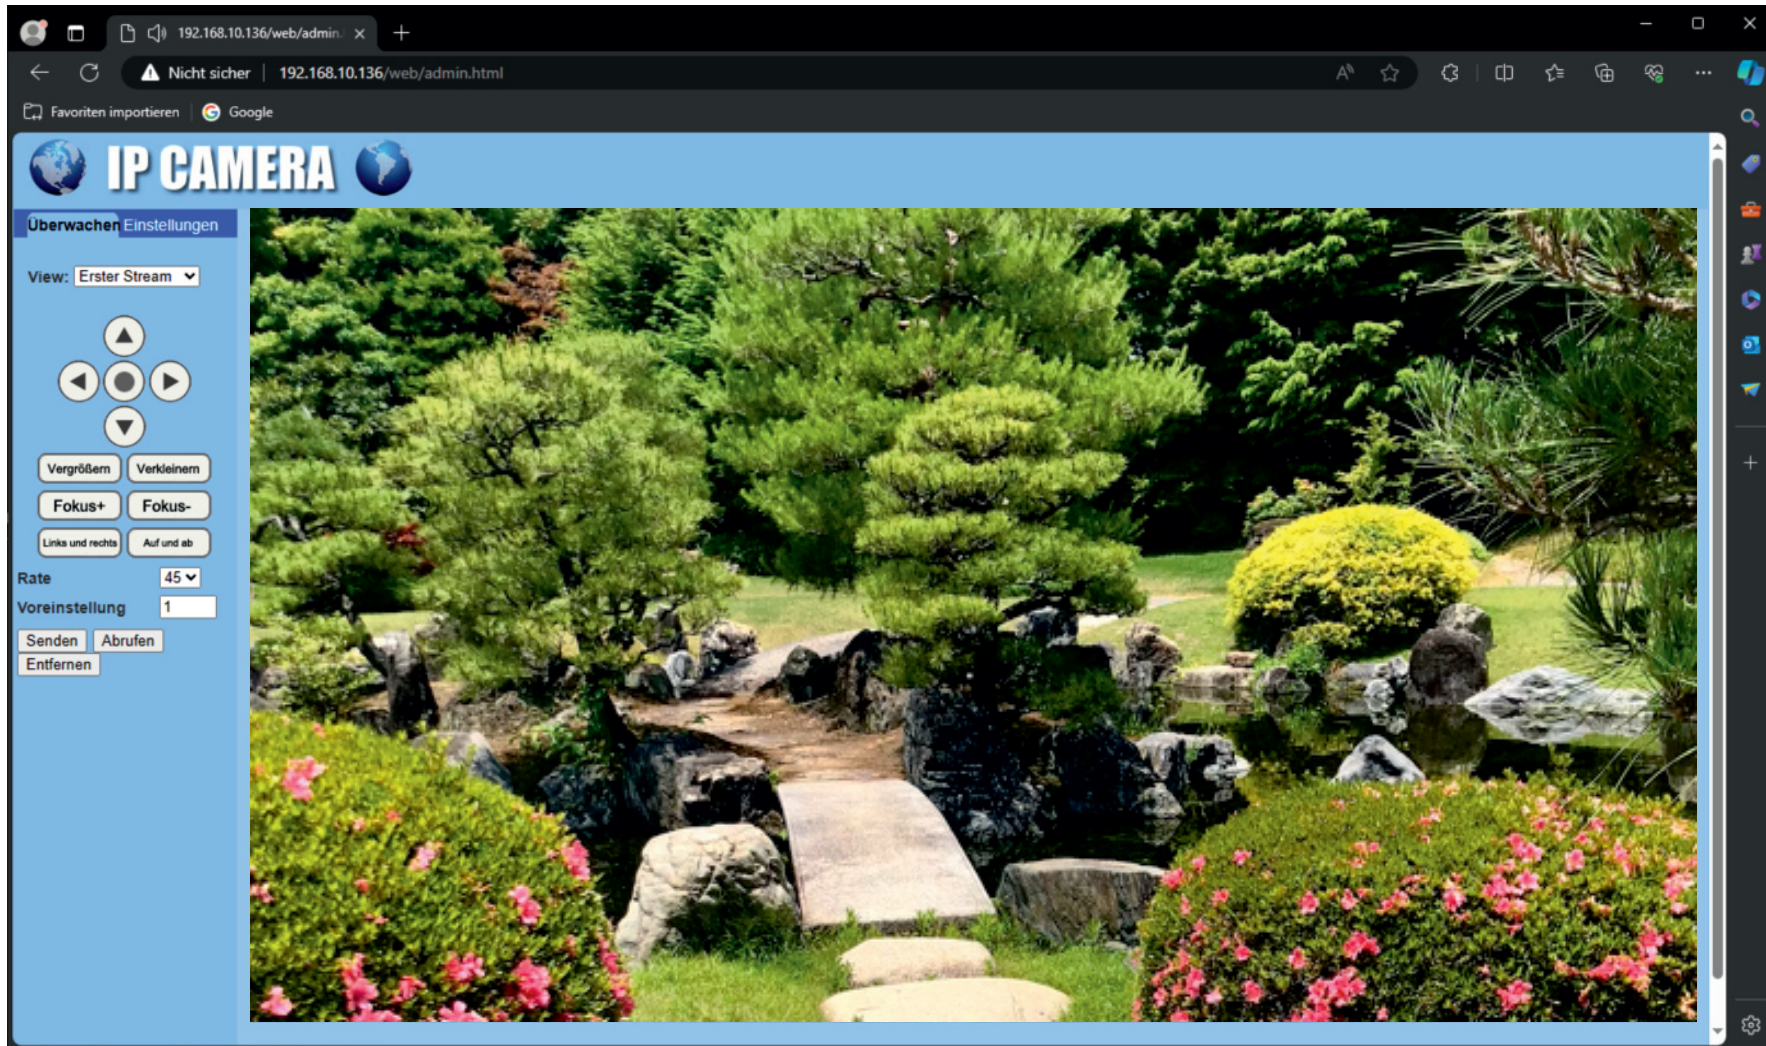 192.168.10.136/web/admin.
Nicht sicher 192.168.10.136/web/admin.html
Favoriten importieren Google
IP CAMERA
Überwachen Einstellungen
View: Erster Stream
Vergrößern Verkleinern
Fokus+ Fokus-
Links und rechts Auf und ab
Rate 45
Voreinstellung 1
Senden Abrufen
Entfernen